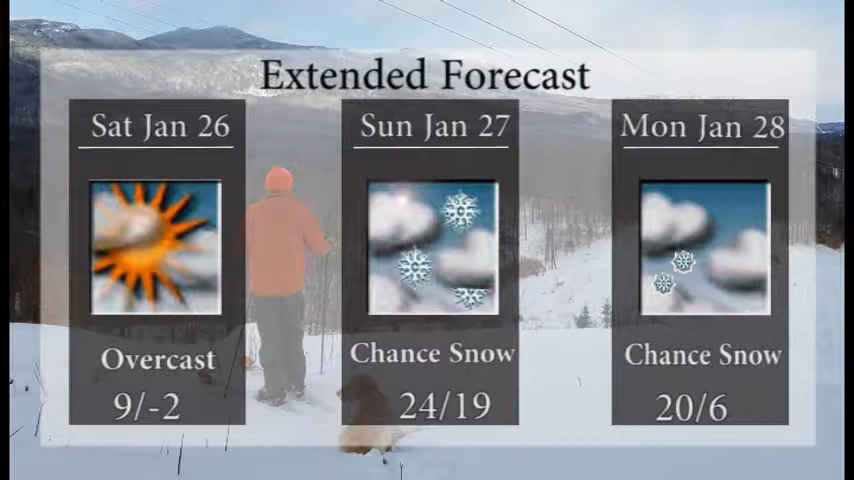 Extended Forecast
Sat Jan 26
Overcast
9/-2
Sun Jan 27
Chance Snow
24/19
Mon Jan 28
Chance Snow
20/6